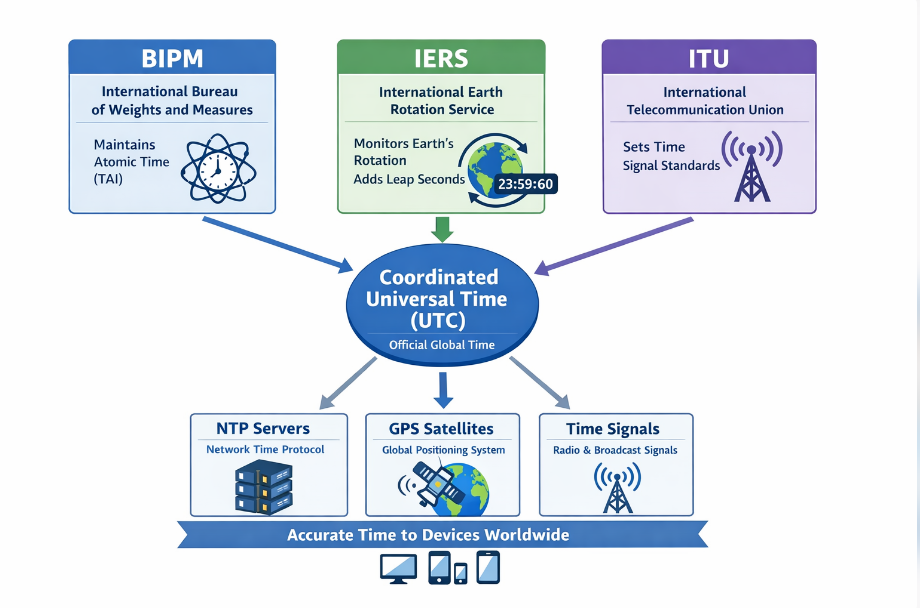 BIPM
International Bureau
of Weights and Measures
Maintains
Atomic Time
(TAI)
IERS
International Earth
Rotation Service
Monitors Earth's
Rotation
Adds Leap Seconds
23:59:60
ITU
International
Telecommunication Union
Sets Time
Signal Standards
Coordinated
Universal Time
(UTC)
Official Global Time
NTP Servers
Network Time Protocol
GPS Satellites
Global Positioning System
Time Signals
Radio & Broadcast Signals
Accurate Time to Devices Worldwide